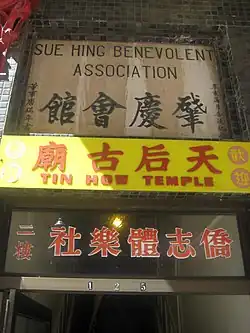 SUE HING BENEVOLENT
ASSOCIATION
館會慶肇
廟古后天
TIN HOW TEMPLE
社樂體志僑
二樓
125